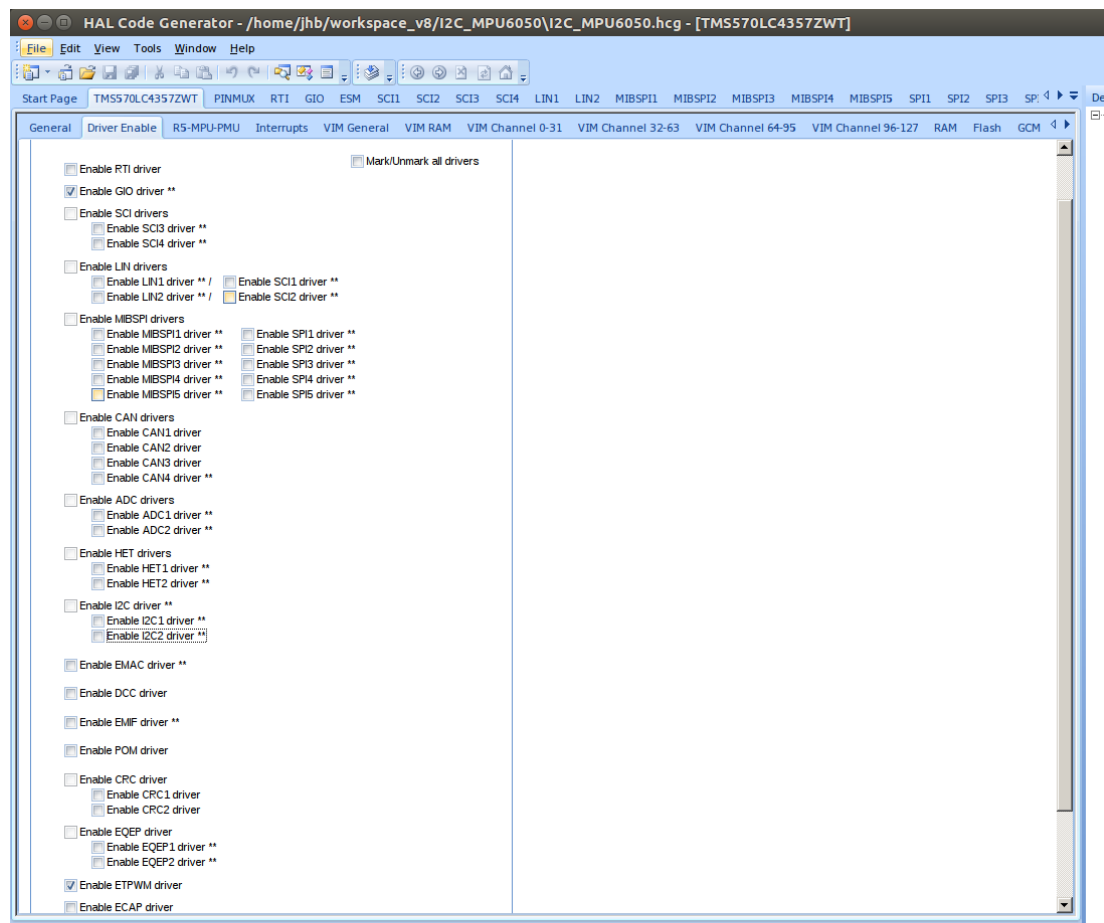 HAL Code Generator - /home/jhb/workspace_v8/I2C_MPU6050\I2C_MPU6050.hcg - [TMS570LC4357ZWT]
File Edit View Tools Window Help
Start Page TMS570LC4357ZWT PINMUX RTI GIO ESM SCI1 SCI2 SCI3 SCI4 LIN1 LIN2 MIBSPI1 MIBSPI2 MIBSPI3 MIBSPI4 MIBSPI5 SPI1 SPI2 SPI3 SP: De
General Driver Enable R5-MPU-PMU Interrupts VIM General VIM RAM VIM Channel 0-31 VIM Channel 32-63 VIM Channel 64-95 VIM Channel 96-127 RAM Flash GCM
Mark/Unmark all drivers
Enable RTI driver
Enable GIO driver **
Enable SCI drivers
Enable SCI3 driver **
Enable SCI4 driver **
Enable LIN drivers
Enable LIN1 driver ** / Enable SCI1 driver **
Enable LIN2 driver ** / Enable SCI2 driver **
Enable MIBSPI drivers
Enable MIBSPI1 driver ** Enable SPI1 driver **
Enable MIBSPI2 driver ** Enable SPI2 driver **
Enable MIBSPI3 driver ** Enable SPI3 driver **
Enable MIBSPI4 driver ** Enable SPI4 driver **
Enable MIBSPI5 driver ** Enable SPI5 driver **
Enable CAN drivers
Enable CAN1 driver
Enable CAN2 driver
Enable CAN3 driver
Enable CAN4 driver **
Enable ADC drivers
Enable ADC1 driver **
Enable ADC2 driver **
Enable HET drivers
Enable HET1 driver **
Enable HET2 driver **
Enable I2C driver **
Enable I2C1 driver **
Enable I2C2 driver **
Enable EMAC driver **
Enable DCC driver
Enable EMIF driver **
Enable POM driver
Enable CRC driver
Enable CRC1 driver
Enable CRC2 driver
Enable EQEP driver
Enable EQEP1 driver **
Enable EQEP2 driver **
Enable ETPWM driver
Enable ECAP driver